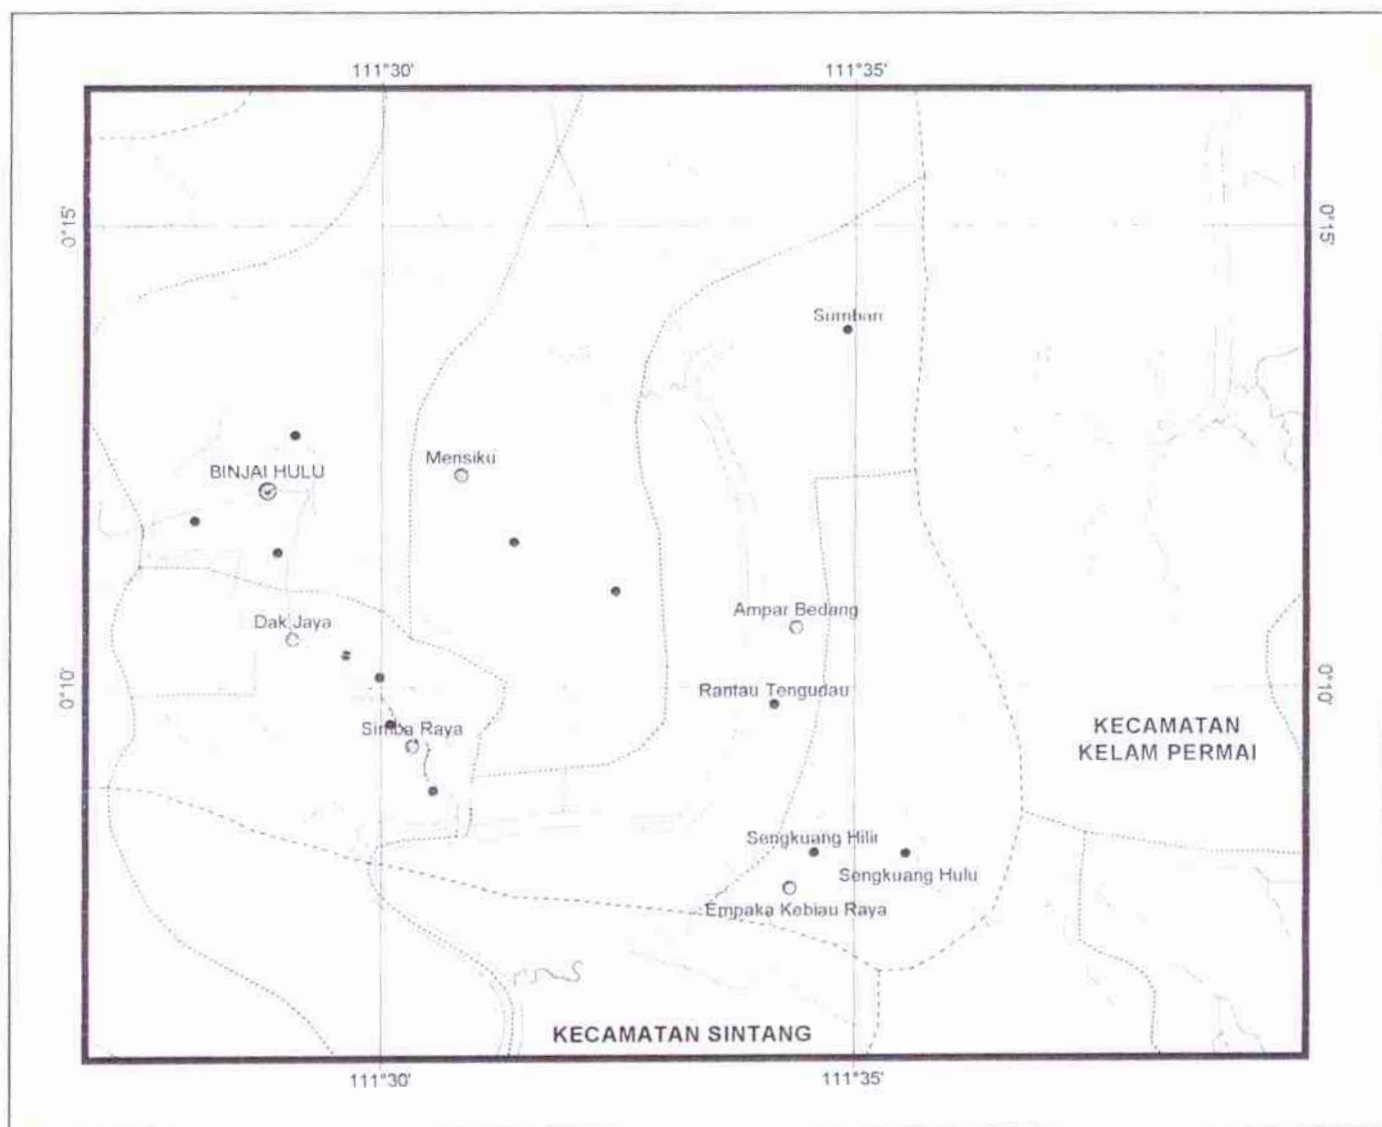 111°30'
111°35'
0°15'
0°15'
Sumban
Mensiku
BINJAI HULU
Ampar Bedang
Dak Jaya
Rantau Tengudau
0°10'
0°10'
Simba Raya
KECAMATAN
KELAM PERMAI
Sengkuang Hilir
Sengkuang Hulu
Empaka Kebiau Raya
KECAMATAN SINTANG
111°30'
111°35'